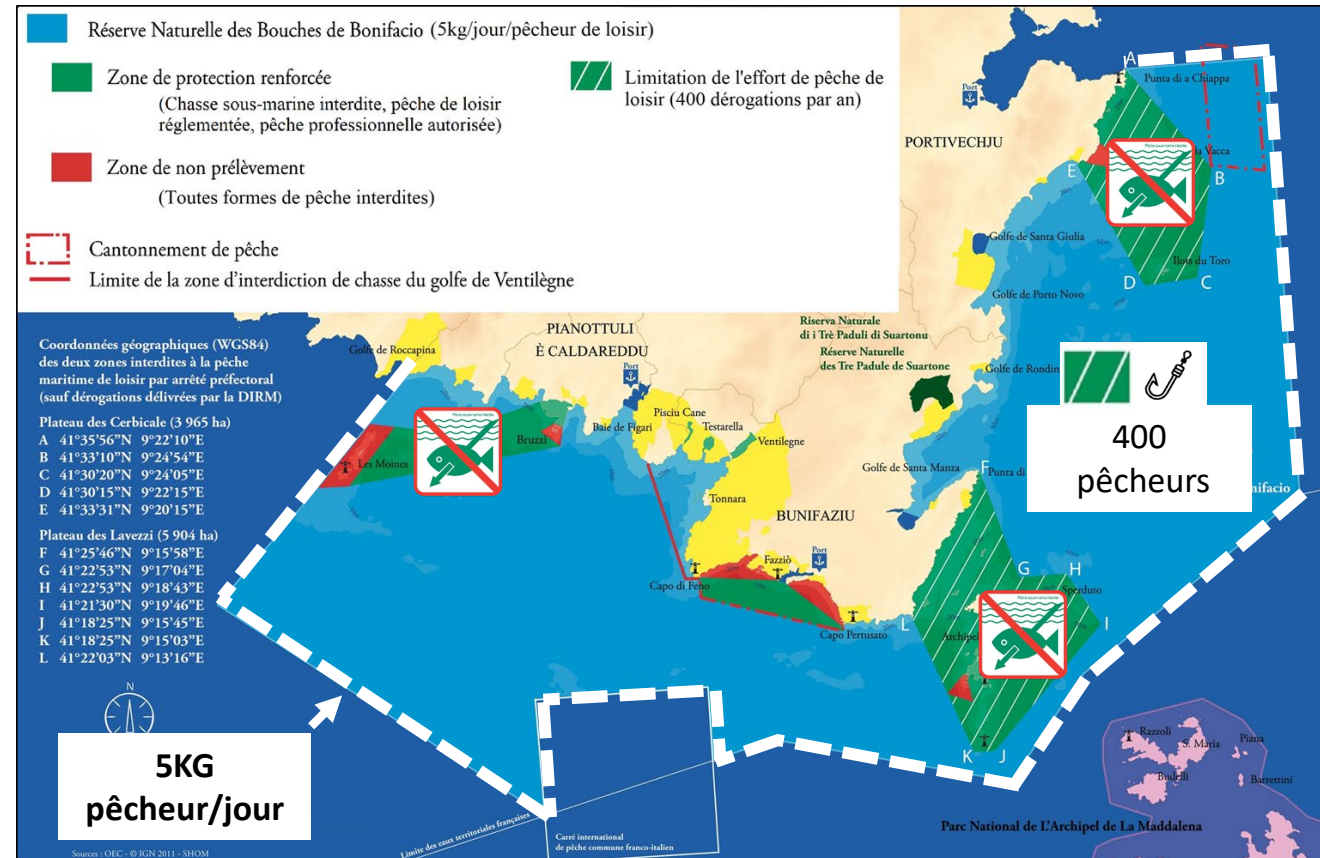 Réserve Naturelle des Bouches de Bonifacio (5kg/jour/pêcheur de loisir)
Zone de protection renforcée
(Chasse sous-marine interdite, pêche de loisir
réglementée, pêche professionnelle autorisée)
Limitation de l'effort de pêche de
loisir (400 dérogations par an)
Zone de non prélèvement
(Toutes formes de pêche interdites)
Cantonnement de pêche
Limite de la zone d'interdiction de chasse du golfe de Ventilègne
A
Punta di a Chiappa
Port
PORTIVECHJU
la Vacca
E
B
Golfe de Santa Giulia
Ilots du Toro
D
C
Golfe de Porto Novo
Coordonnées géographiques (WGS84)
des deux zones interdites à la pêche
maritime de loisir par arrêté préfectoral
(sauf dérogations délivrées par la DIRM)
Plateau des Cerbicale (3 965 ha)
A 41°35'56"N 9°22'10"E
B 41°33'10"N 9°24'54"E
C 41°30'20"N 9°24'05"E
D 41°30'15"N 9°22'15"E
E 41°33'31"N 9°20'15"E
Plateau des Lavezzi (5 904 ha)
F 41°25'46"N 9°15'58"E
G 41°22'53"N 9°17'04"E
H 41°22'53"N 9°18'43"E
I 41°21'30"N 9°19'46"E
J 41°18'25"N 9°15'45"E
K 41°18'25"N 9°15'03"E
L 41°22'03"N 9°13'16"E
N
Golfe de Roccapina
PIANOTTULI
È CALDAREDDU
Port
Riserva Naturale
di i Trè Paduli di Suartonu
Réserve Naturelle
des Tre Padule de Suartone
Golfe de Rondin
Pisciu Cane
Testarella
Baie de Figari
Ventilegne
Bruzzi
Les Moines
Tonnara
Golfe de Santa Manza
F
Punta di
BUNIFAZIU
400
pêcheurs
nifacio
Fazziò
Port
Capo di Feno
Capo Pertusato
G
H
Sperduto
L
I
Archipel
K
J
5KG
pêcheur/jour
Razzoli
S. Maria
Piana
Budelli
Barrettini
Parc National de L'Archipel de La Maddalena
Limite des eaux territoriales françaises
Carré international
de pêche commune franco-italien
Sources : OEC - © IGN 2011 - SHOM